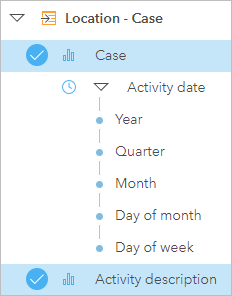 Location - Case
Case
Activity date
Year
Quarter
Month
Day of month
Day of week
Activity description